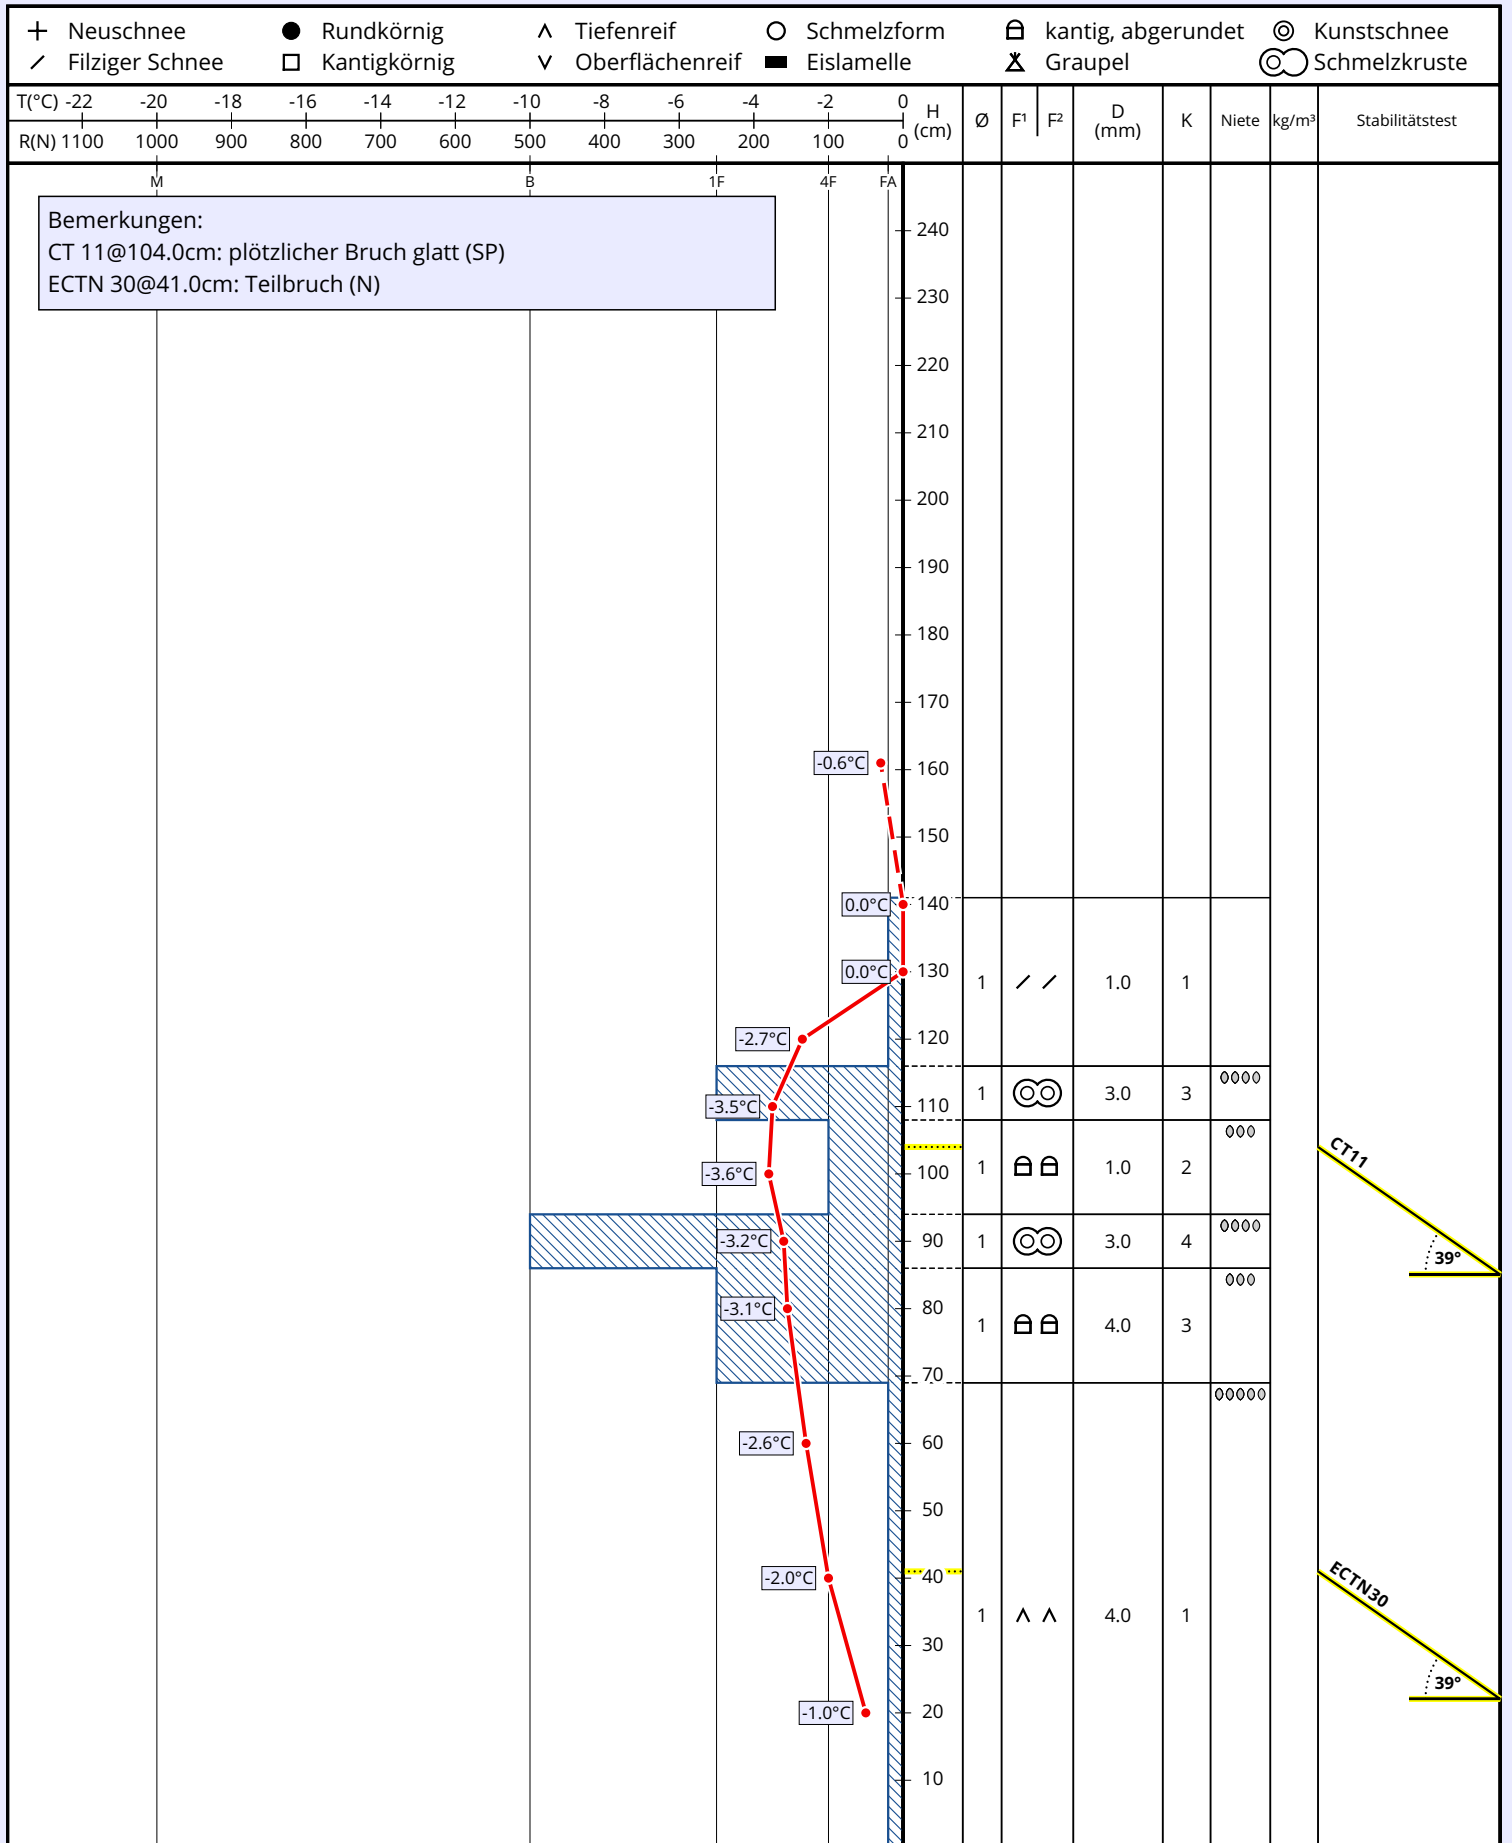 Neuschnee Rundkörnig Tiefenreif Schmelzform kantig, abgerundet Kunstschnee
Filziger Schnee Kantigkörnig Oberflächenreif Eislamelle Graupel Schmelzkruste
T(°C) -22 -20 -18 -16 -14 -12 -10 -8 -6 -4 -2 0
R(N) 1100 1000 900 800 700 600 500 400 300 200 100 0
H (cm) Ø F¹ F² D (mm) K Niete kg/m³ Stabilitätstest
M B 1F 4F FA
Bemerkungen:
CT 11@104.0cm: plötzlicher Bruch glatt (SP)
ECTN 30@41.0cm: Teilbruch (N)
240
230
220
210
200
190
180
170
-0.6°C 160
150
0.0°C 140
0.0°C 130
1 1.0 1
-2.7°C 120
1 3.0 3
-3.5°C 110
CT11
-3.6°C 100 1 1.0 2
-3.2°C 90 1 3.0 4
39°
-3.1°C 80
1 4.0 3
70
-2.6°C 60
50
-2.0°C 40
ECTN30
1 4.0 1
30
39°
-1.0°C 20
10